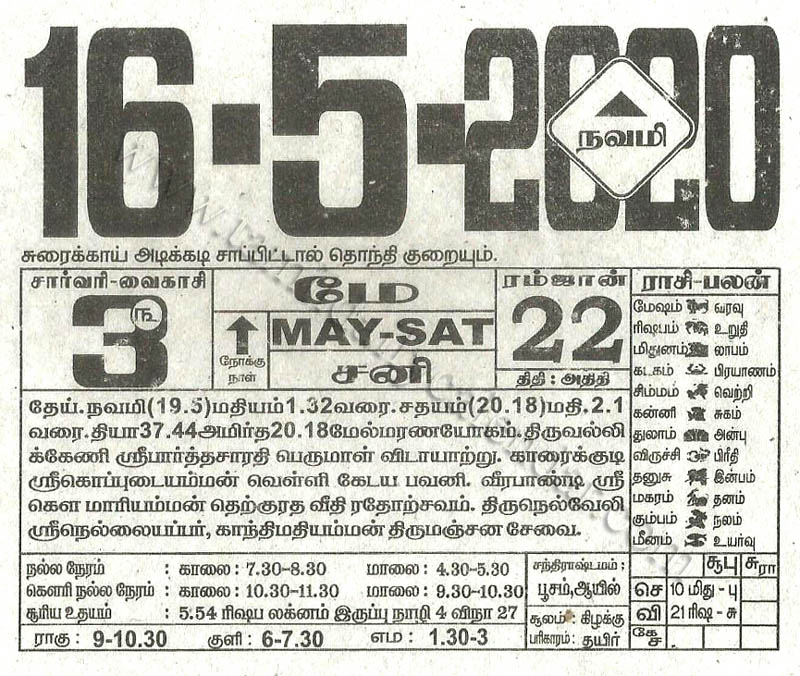 16-5-2020
நவமி
சுரைக்காய் அடிக்கடி சாப்பிட்டால் தொந்தி குறையும்.
சார்வரி-வைகாசி
3
௩
மே
நோக்கு
நாள்
MAY-SAT
சனி
ரம்ஜான்
22
திதி : அதிதி
ராசி-பலன்
மேஷம் வரவு
ரிஷபம் உறுதி
மிதுனம் லாபம்
கடகம் பிரயாணம்
சிம்மம் வெற்றி
கன்னி சுகம்
துலாம் அன்பு
விருச்சி பிரீதி
தனுசு இன்பம்
மகரம் தனம்
கும்பம் நலம்
மீனம் உயர்வு
தேய்.நவமி(19.5)மதியம்1.32வரை.சதயம்(20.18)மதி.2.1
வரை.தியா37.44அமிர்த20.18மேல்மரணயோகம். திருவல்லி
க்கேணி ஸ்ரீபார்த்தசாரதி பெருமாள் விடாயாற்று. காரைக்குடி
ஸ்ரீகொப்புடையம்மன் வெள்ளி கேடய பவனி. வீரபாண்டி ஸ்ரீ
கௌ மாரியம்மன் தெற்குரத வீதி ரதோற்சவம். திருநெல்வேலி
ஸ்ரீநெல்லையப்பர், காந்திமதியம்மன் திருமஞ்சன சேவை.
நல்ல நேரம் : காலை: 7.30-8.30 மாலை: 4.30-5.30
கௌரி நல்ல நேரம் : காலை: 10.30-11.30 மாலை: 9.30-10.30
சூரிய உதயம் : 5.54 ரிஷப லக்னம் இருப்பு நாழி 4 விநா 27
ராகு: 9-10.30 குளி: 6-7.30 எம: 1.30-3
சந்திராஷ்டமம்:
பூசம்,ஆயில்
சூலம்: கிழக்கு
பரிகாரம்: தயிர்
சூபு சுரா
செ 10 மிது - பு
வி 21 ரிஷ - சு
கே
ச